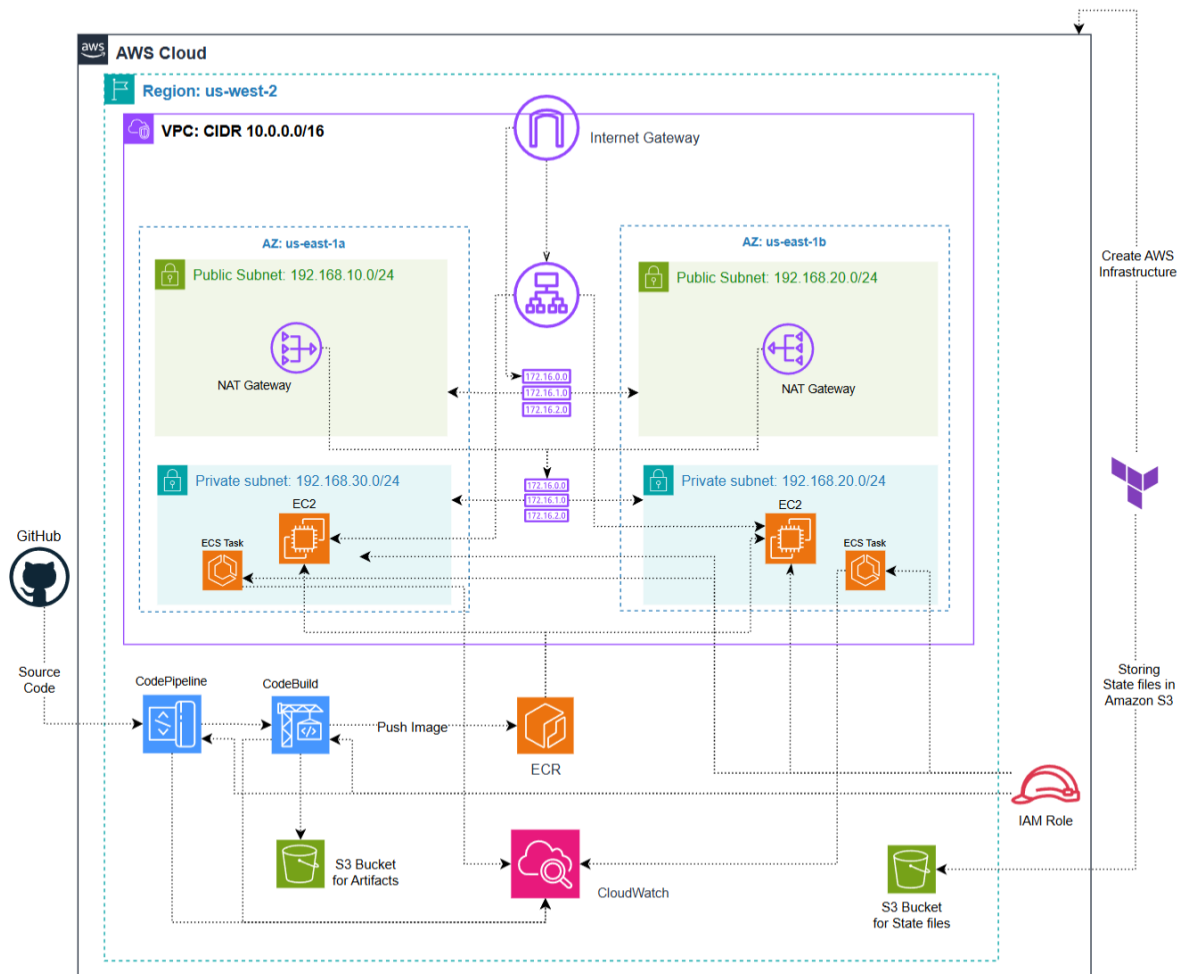 aws
AWS Cloud
Region: us-west-2
VPC: CIDR 10.0.0.0/16
Internet Gateway
AZ: us-east-1a
Public Subnet: 192.168.10.0/24
NAT Gateway
AZ: us-east-1b
Public Subnet: 192.168.20.0/24
NAT Gateway
172.16.0.0
172.16.1.0
172.16.2.0
Private subnet: 192.168.30.0/24
EC2
ECS Task
172.16.0.0
172.16.1.0
172.16.2.0
Private subnet: 192.168.20.0/24
EC2
ECS Task
GitHub
Source
Code
CodePipeline
CodeBuild
Push Image
ECR
S3 Bucket
for Artifacts
CloudWatch
S3 Bucket
for State files
IAM Role
Create AWS
Infrastructure
Storing
State files in
Amazon S3